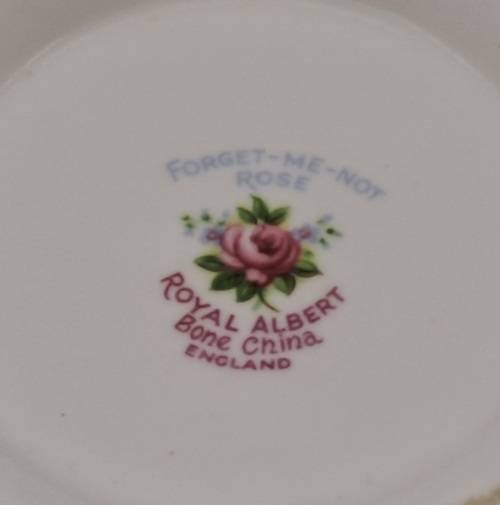 FORGET-ME-NOT
ROSE
ROYAL ALBERT
Bone China
ENGLAND